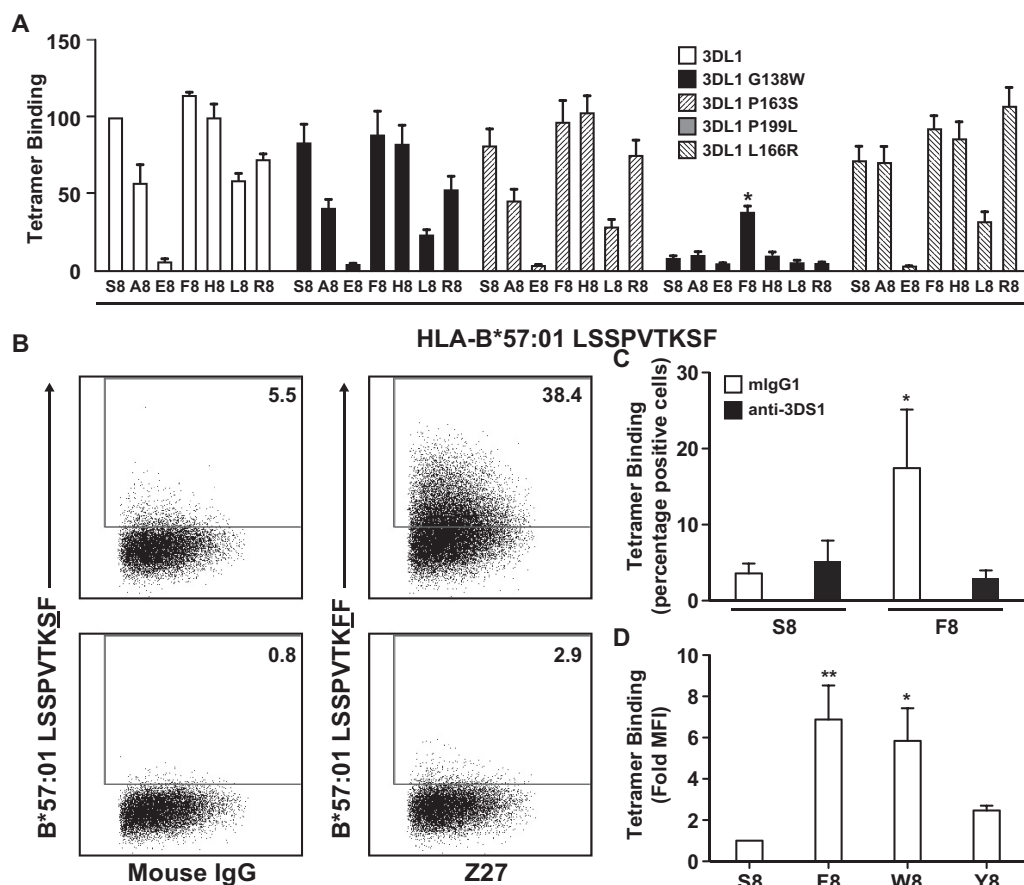 A
150
100
50
0
Tetramer Binding
3DL1
3DL1 G138W
3DL1 P163S
3DL1 P199L
3DL1 L166R
*
S8 A8 E8 F8 H8 L8 R8 S8 A8 E8 F8 H8 L8 R8 S8 A8 E8 F8 H8 L8 R8 S8 A8 E8 F8 H8 L8 R8 S8 A8 E8 F8 H8 L8 R8
HLA-B*57:01 LSSPVTKSF
B
5.5
38.4
0.8
2.9
B*57:01 LSSPVTKSF
B*57:01 LSSPVTKFF
Mouse IgG
Z27
C
30
20
10
0
Tetramer Binding
(percentage positive cells)
mIgG1
anti-3DS1
*
S8 F8
D
10
8
6
4
2
0
Tetramer Binding
(Fold MFI)
**
*
S8 F8 W8 Y8